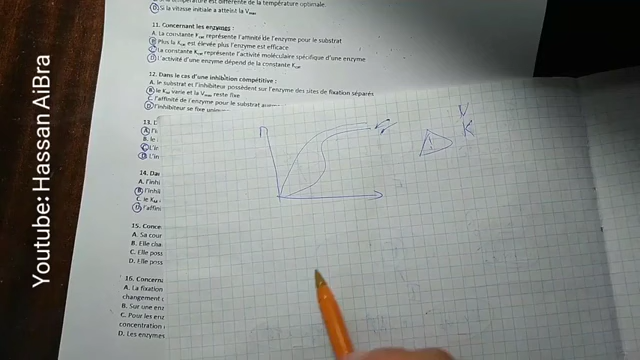 Youtube: Hassan AiBra
température est différente de la température optimale.
D Si la vitesse initiale a atteint la Vmax
11. Concernant les enzymes :
A. La constante représente l'affinité de l'enzyme pour le substrat
B Plus la Kcat est élevée plus l'enzyme est efficace
C La constante Kcat représente l'activité moléculaire spécifique d'une enzyme
D L'activité d'une enzyme dépend de la constante Kcat
12. Dans le cas d'une inhibition compétitive :
A. le substrat et l'inhibiteur possèdent sur l'enzyme des sites de fixation séparés
B le KM varie et la Vmax reste fixe
C l'affinité de l'enzyme pour le substrat
D l'inhibiteur se fixe
13.
A
B. le
C
D
14.
A. l'inhi
B l'inhi
C. le KM
D l'affin
15. Conce
A. Sa cour
B. Elle cha
C. Elle poss
D. Elle poss
16. Concerna
A. La fixation
changement
B. Sur une enz
C. Pour les enz
concentration
D. Les enzymes
V
K
!